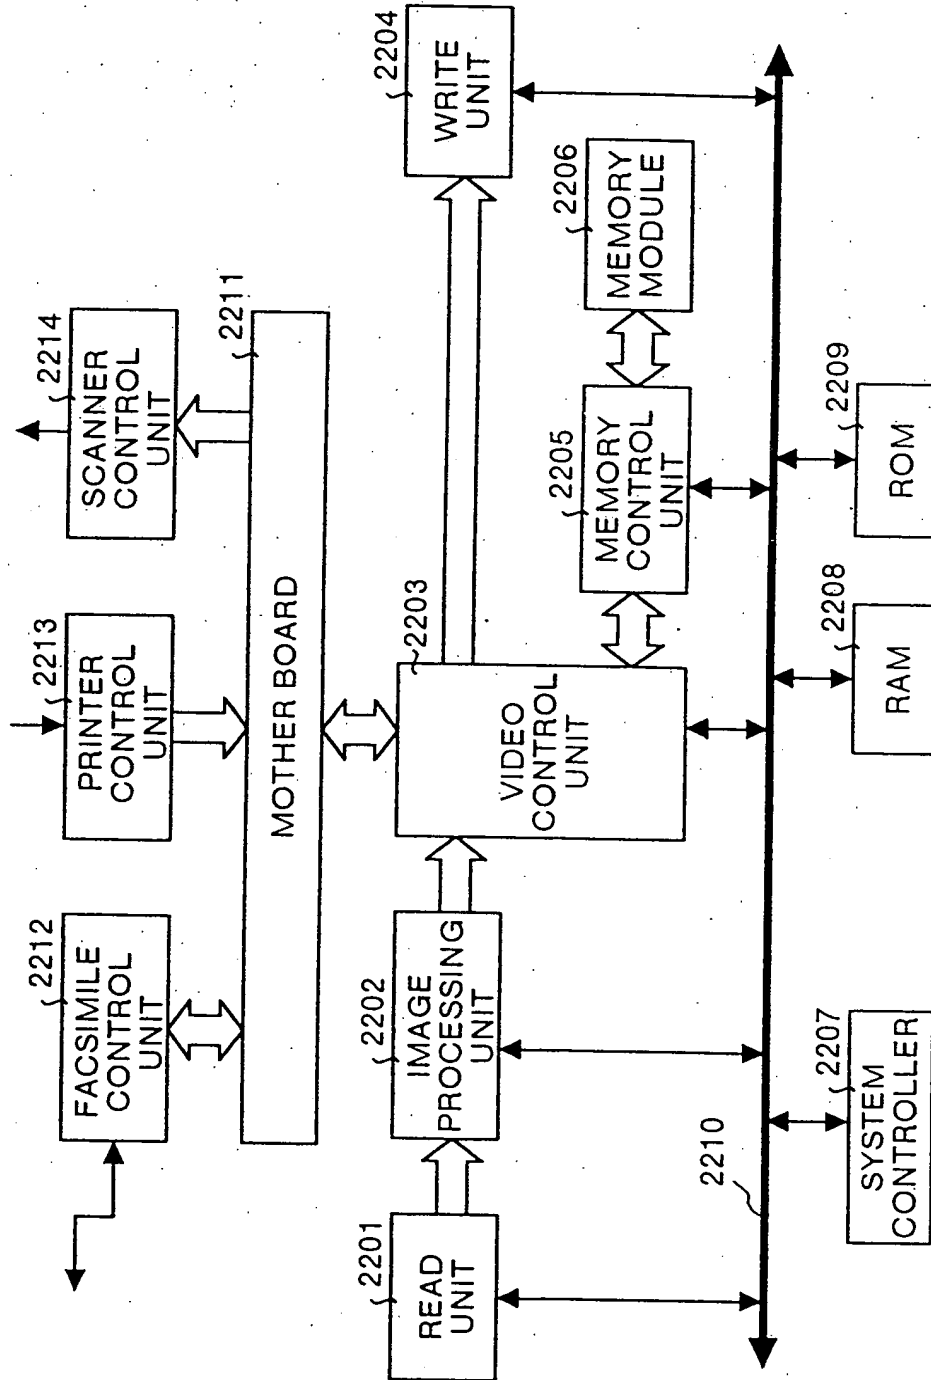 2212
FACSIMILE
CONTROL
UNIT
2213
PRINTER
CONTROL
UNIT
2214
SCANNER
CONTROL
UNIT
2211
MOTHER BOARD
2201
READ
UNIT
2202
IMAGE
PROCESSING
UNIT
2203
VIDEO
CONTROL
UNIT
2204
WRITE
UNIT
2205
MEMORY
CONTROL
UNIT
2206
MEMORY
MODULE
2210
2207
SYSTEM
CONTROLLER
2208
RAM
2209
ROM